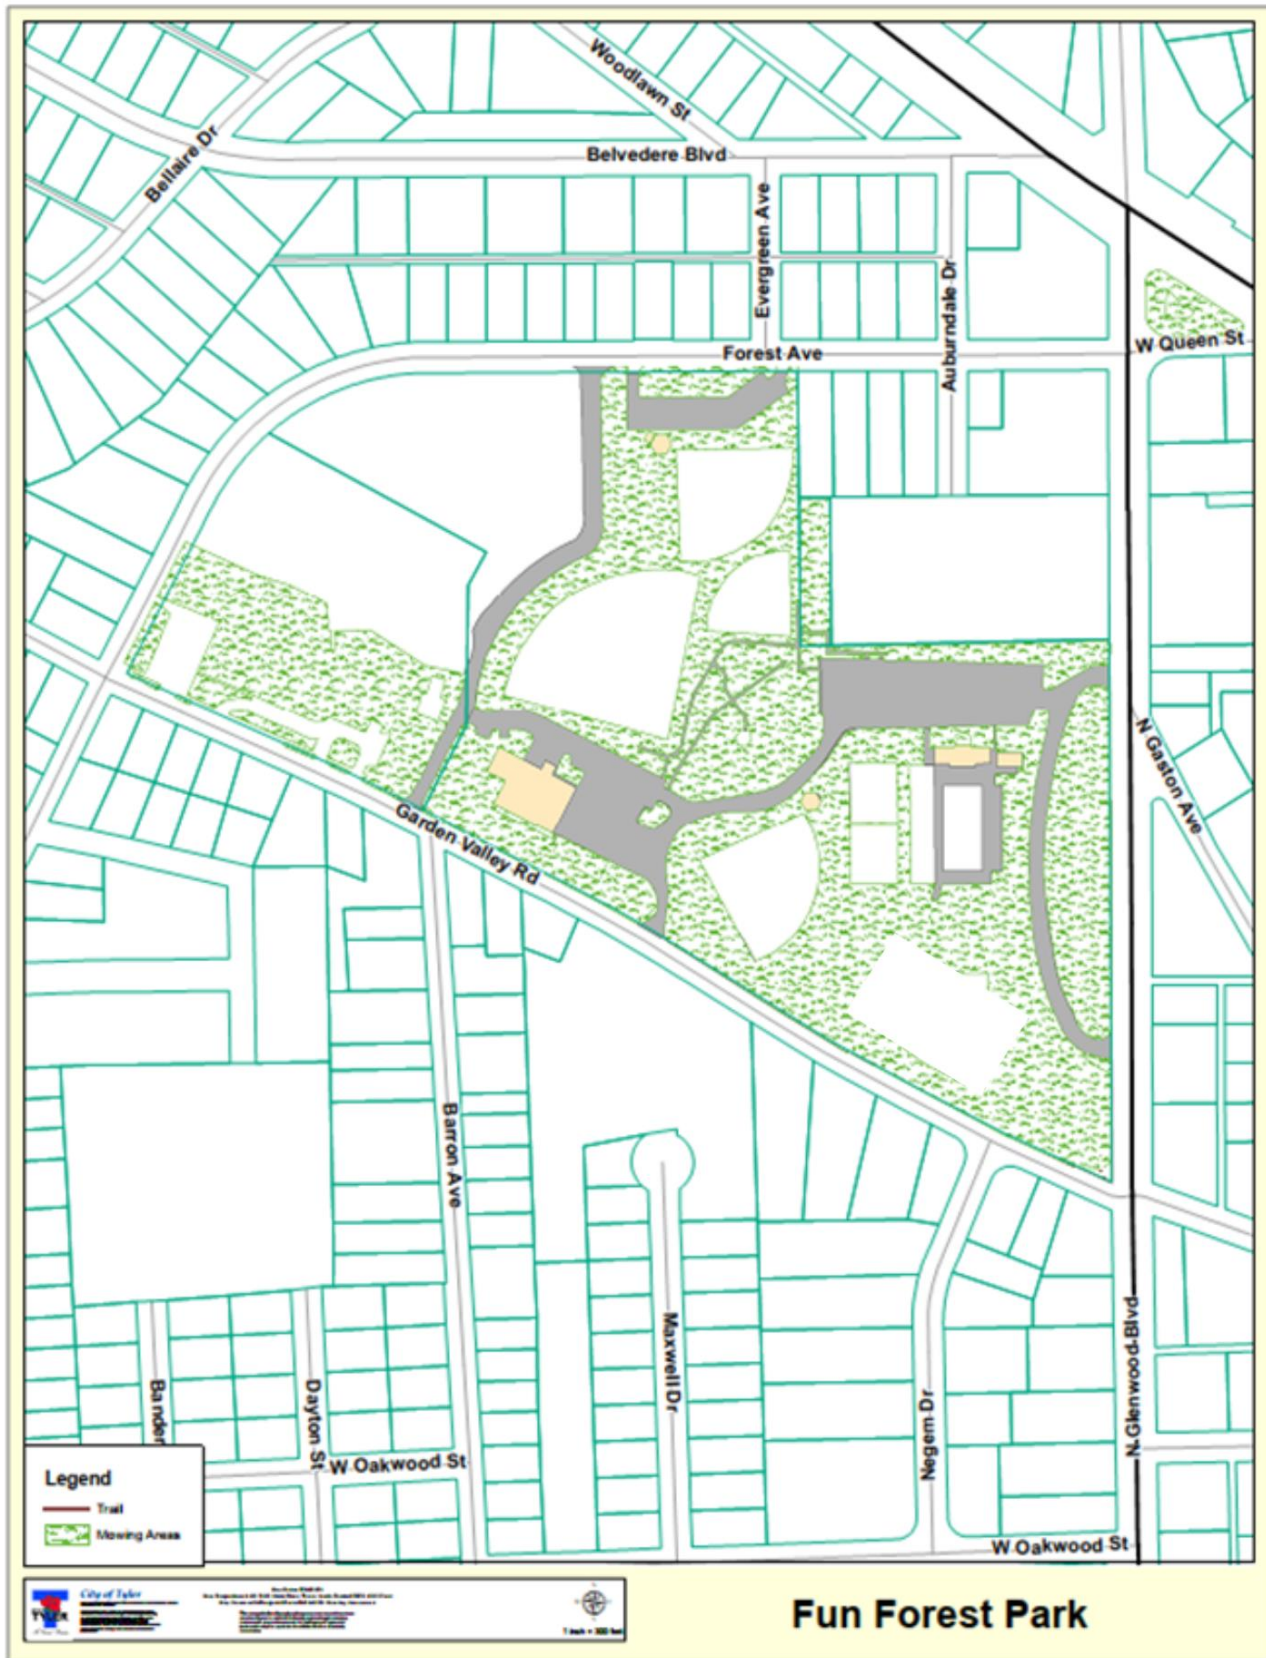 Woodlawn St
Bellaire Dr
Belvedere Blvd
Evergreen Ave
Auburndale Dr
Forest Ave
W Queen St
N Gaston Ave
Garden Valley Rd
Barron Ave
Maxwell Dr
Negem Dr
N Glenwood Blvd
Bander
Dayton St
W Oakwood St
W Oakwood St
Legend
Trail
Mowing Areas
City of Tyler
TYLER
Fun Forest Park